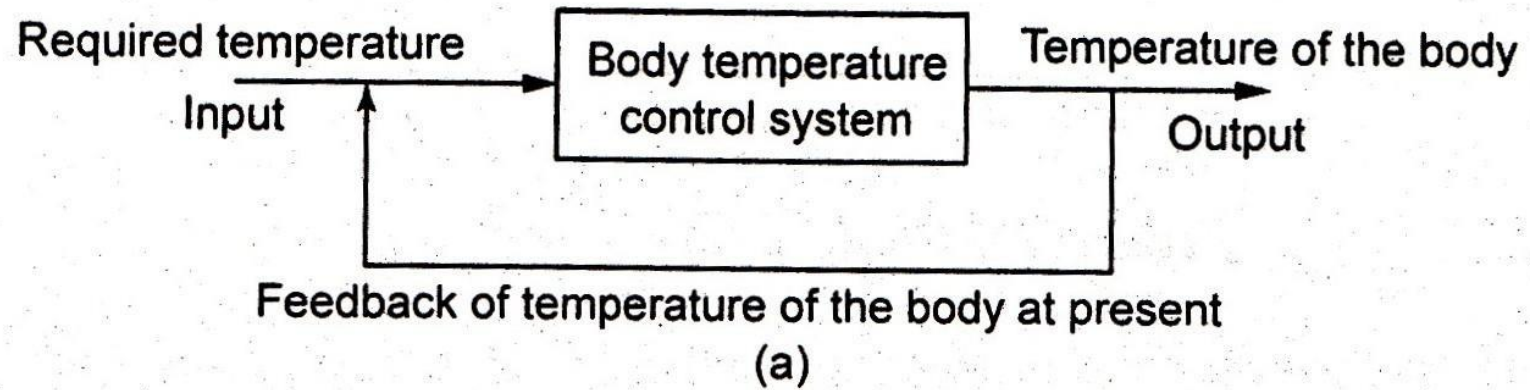 Required temperature
Input
Body temperature
control system
Temperature of the body
Output
Feedback of temperature of the body at present
(a)